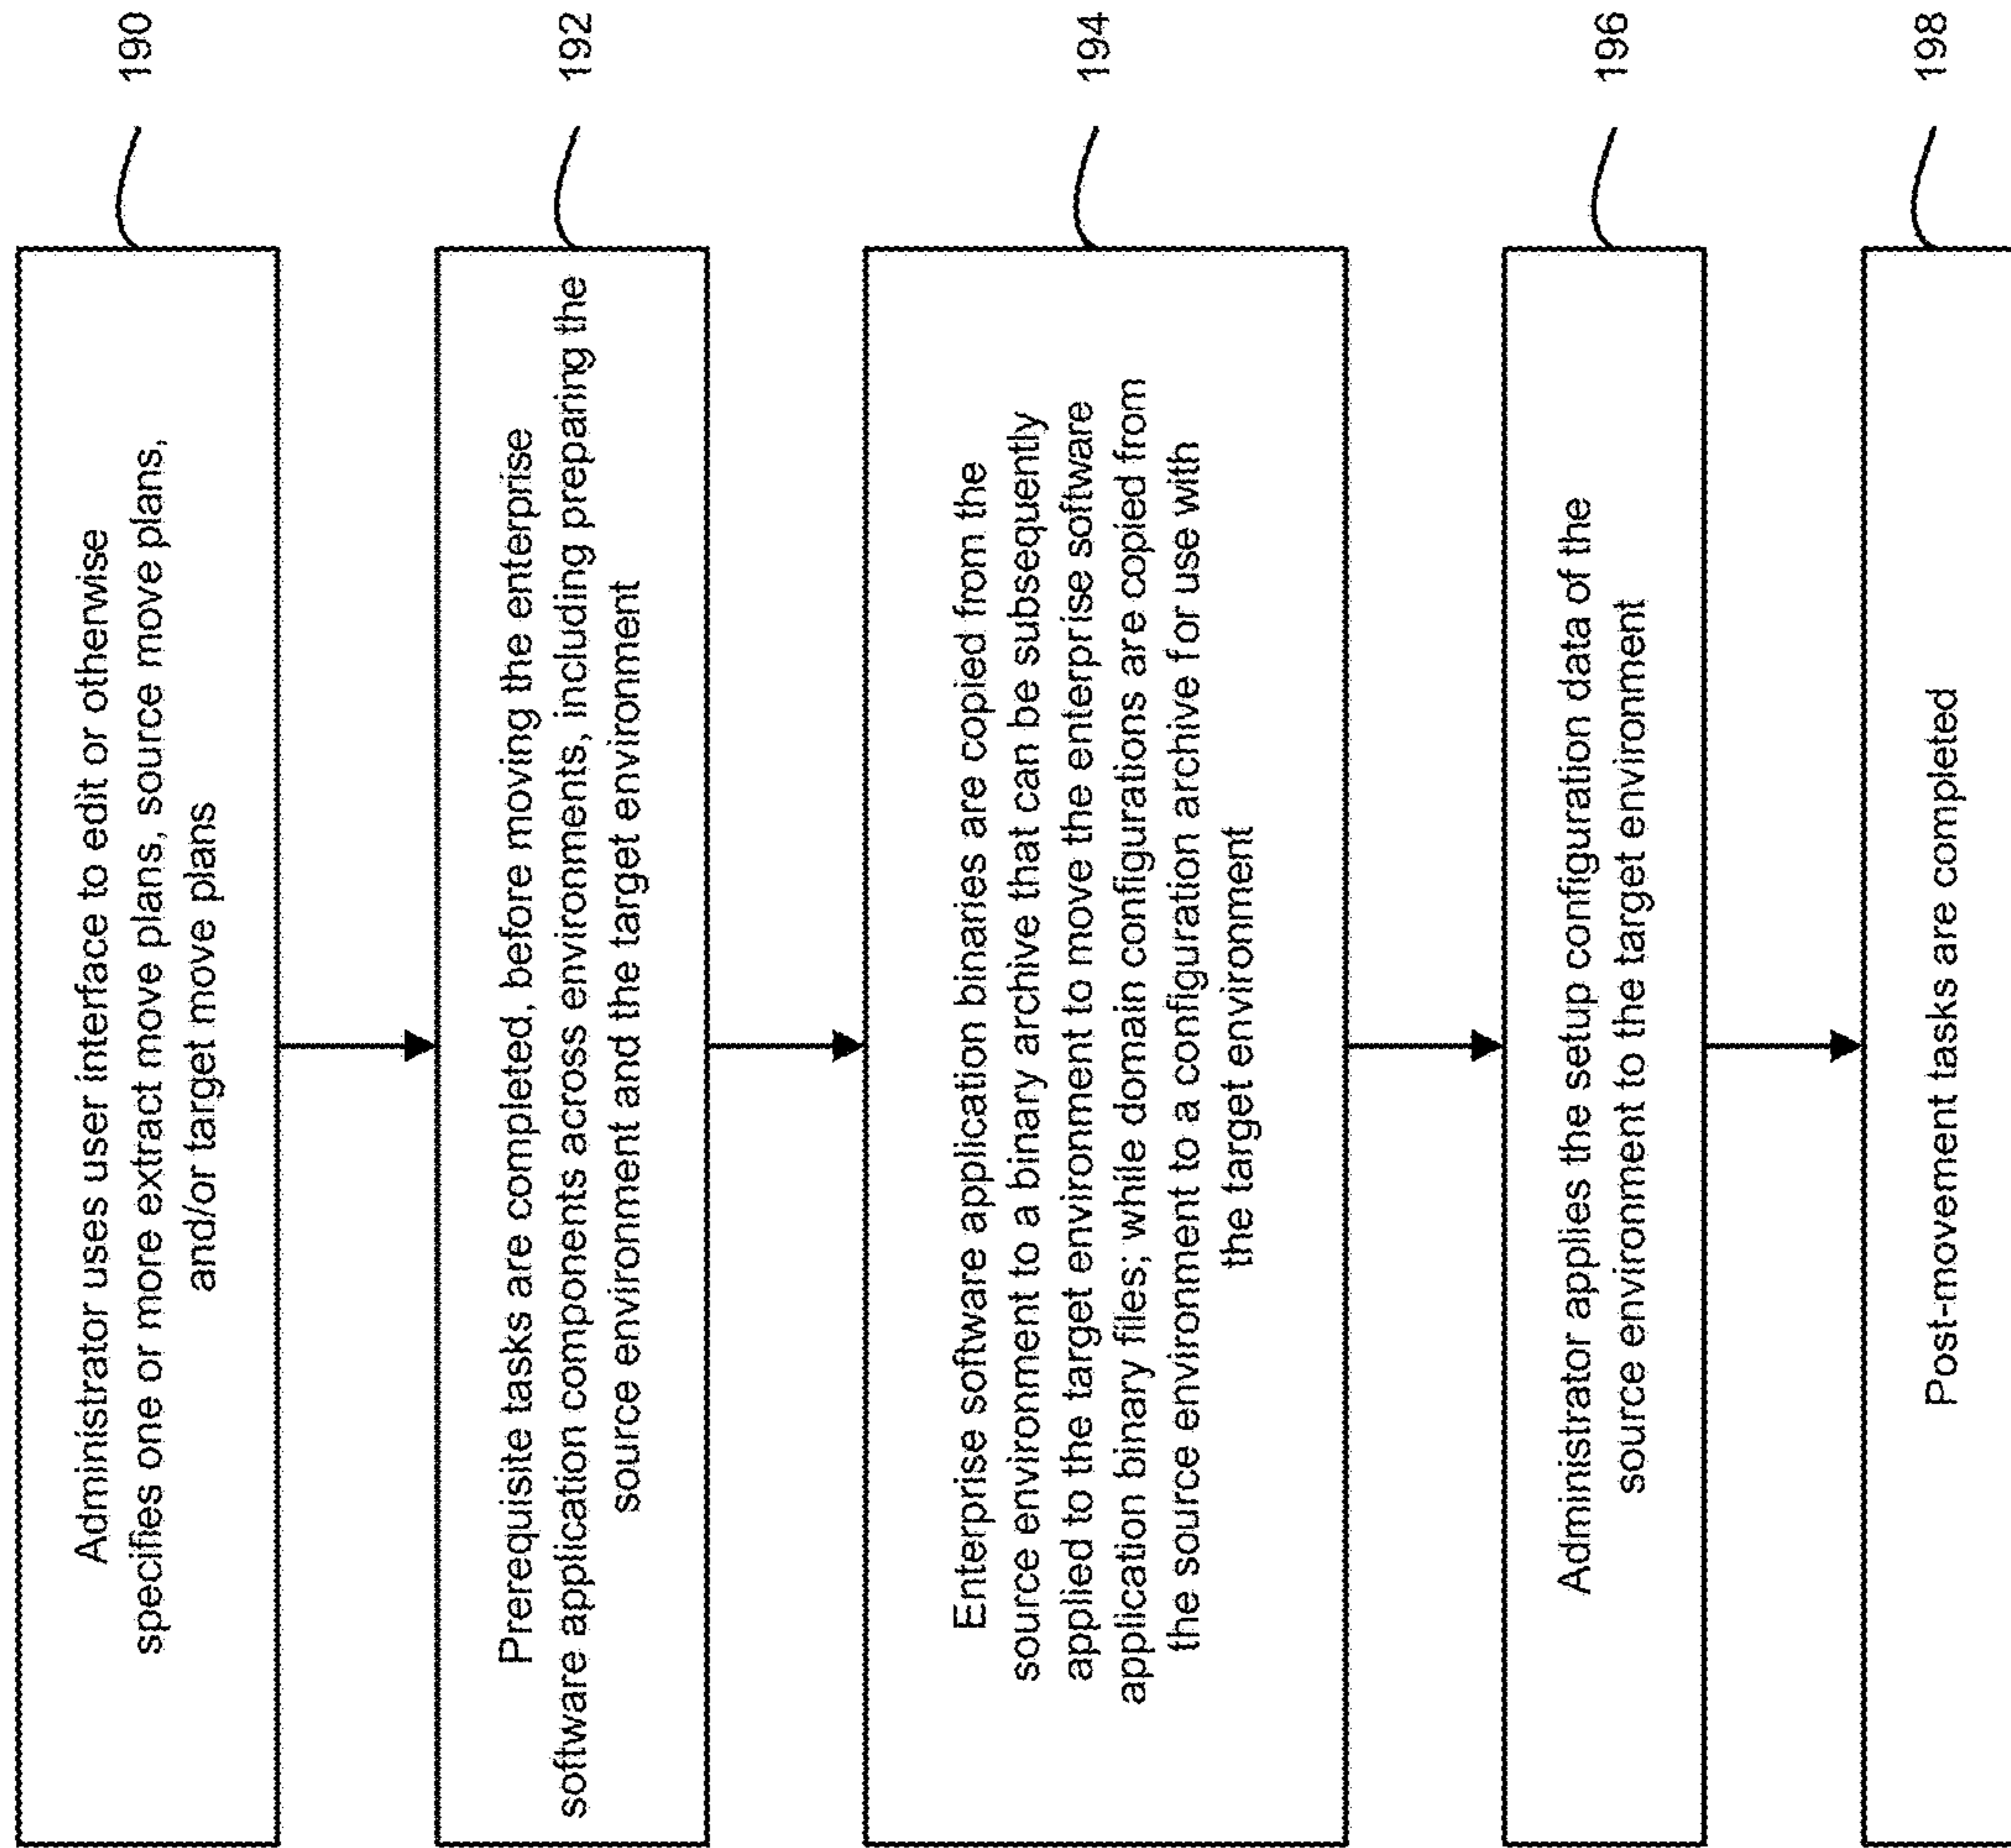 Administrator uses user interface to edit or otherwise
specifies one or more extract move plans, source move plans,
and/or target move plans
190
Prerequisite tasks are completed, before moving the enterprise
software application components across environments, including preparing the
source environment and the target environment
192
Enterprise software application binaries are copied from the
source environment to a binary archive that can be subsequently
applied to the target environment to move the enterprise software
application binary files; while domain configurations are copied from
the source environment to a configuration archive for use with
the target environment
194
Administrator applies the setup configuration data of the
source environment to the target environment
196
Post-movement tasks are completed
198